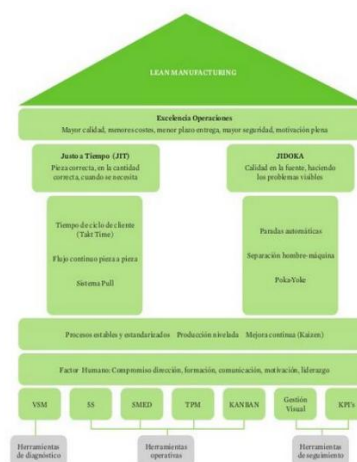 LEAN MANUFACTURING
Excelencia Operaciones
Mayor calidad, menores costes, menor plazo entrega, mayor seguridad, motivación plena
Justo a Tiempo (JIT)
Pieza correcta, en la cantidad
correcta, cuando se necesita
JIDOKA
Calidad en la fuente, haciendo
los problemas visibles
Tiempo de ciclo de cliente
(Takt Time)
Flujo continuo pieza a pieza
Sistema Pull
Paradas automáticas
Separación hombre-máquina
Poka-Yoke
Procesos estables y estandarizados Producción nivelada Mejora continua (Kaizen)
Factor Humano: Compromiso dirección, formación, comunicación, motivación, liderazgo
VSM
5S
SMED
TPM
KANBAN
Gestión
Visual
KPI's
Herramientas
de diagnóstico
Herramientas
operativas
Herramientas
de seguimiento